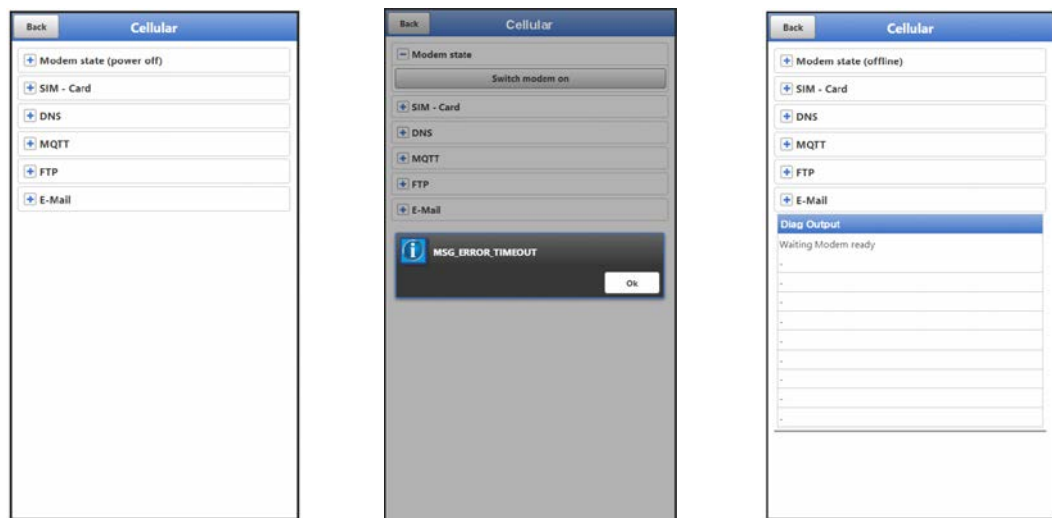 Back
Cellular
Modem state (power off)
SIM - Card
DNS
MQTT
FTP
E-Mail
Back
Cellular
Modem state
Switch modem on
SIM - Card
DNS
MQTT
FTP
E-Mail
MSG_ERROR_TIMEOUT
Ok
Back
Cellular
Modem state (offline)
SIM - Card
DNS
MQTT
FTP
E-Mail
Diag Output
Waiting Modem ready
-
-
-
-
-
-
-
-
-